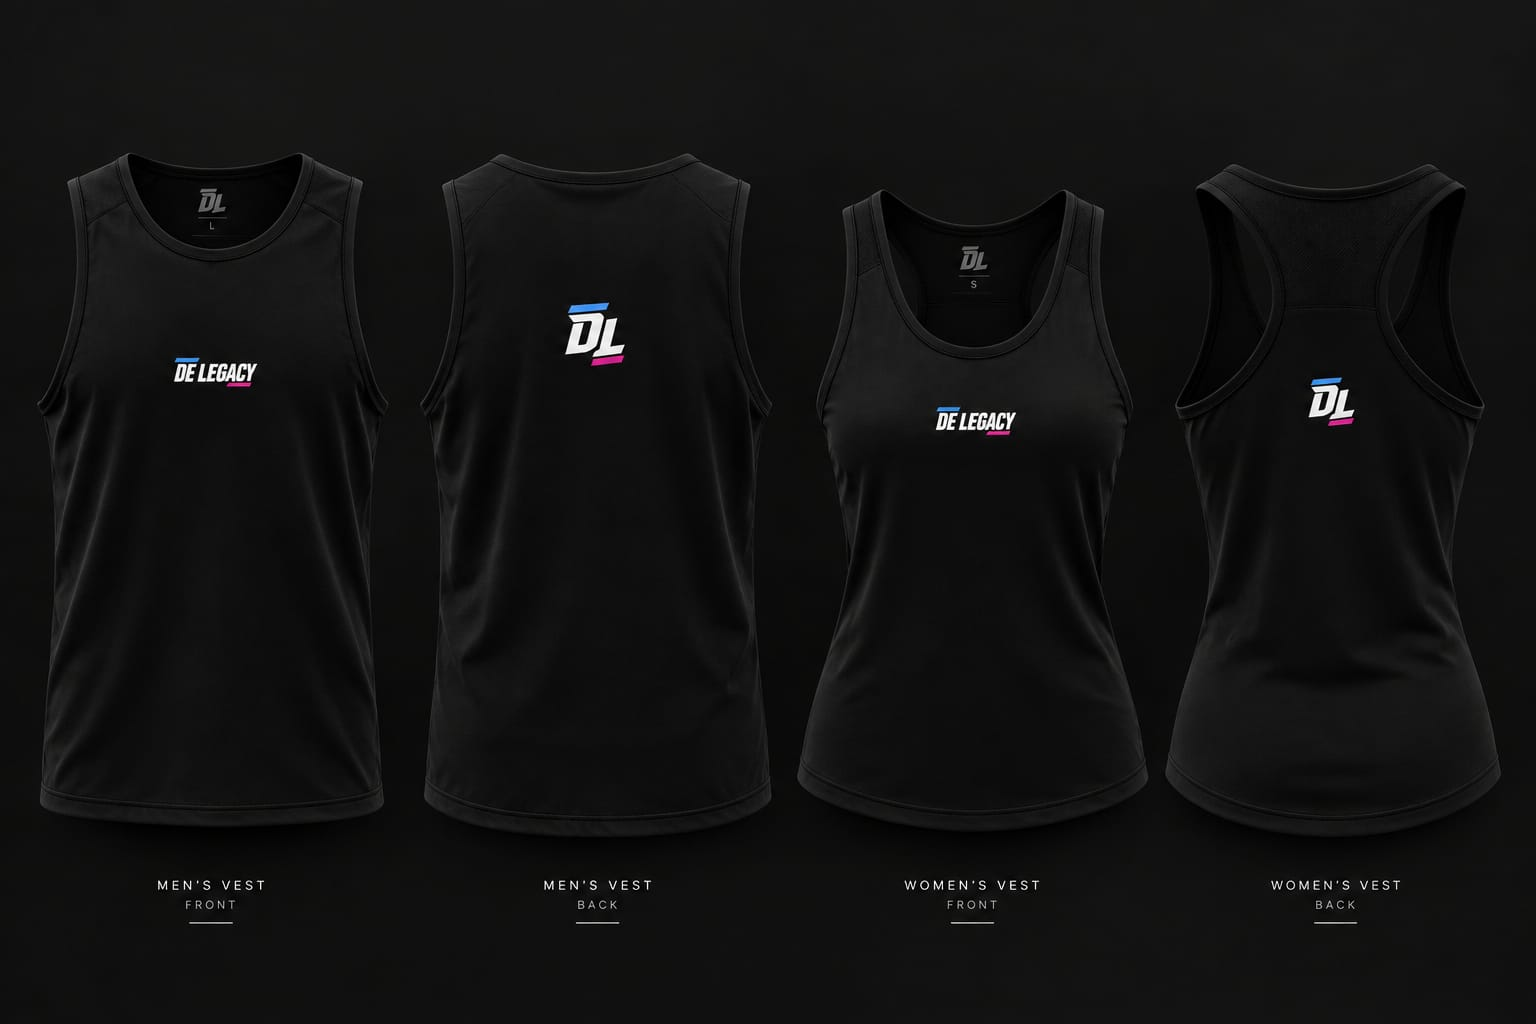 DL
L
DE LEGACY
DL
DL
S
DE LEGACY
DL
MEN'S VEST
FRONT
MEN'S VEST
BACK
WOMEN'S VEST
FRONT
WOMEN'S VEST
BACK